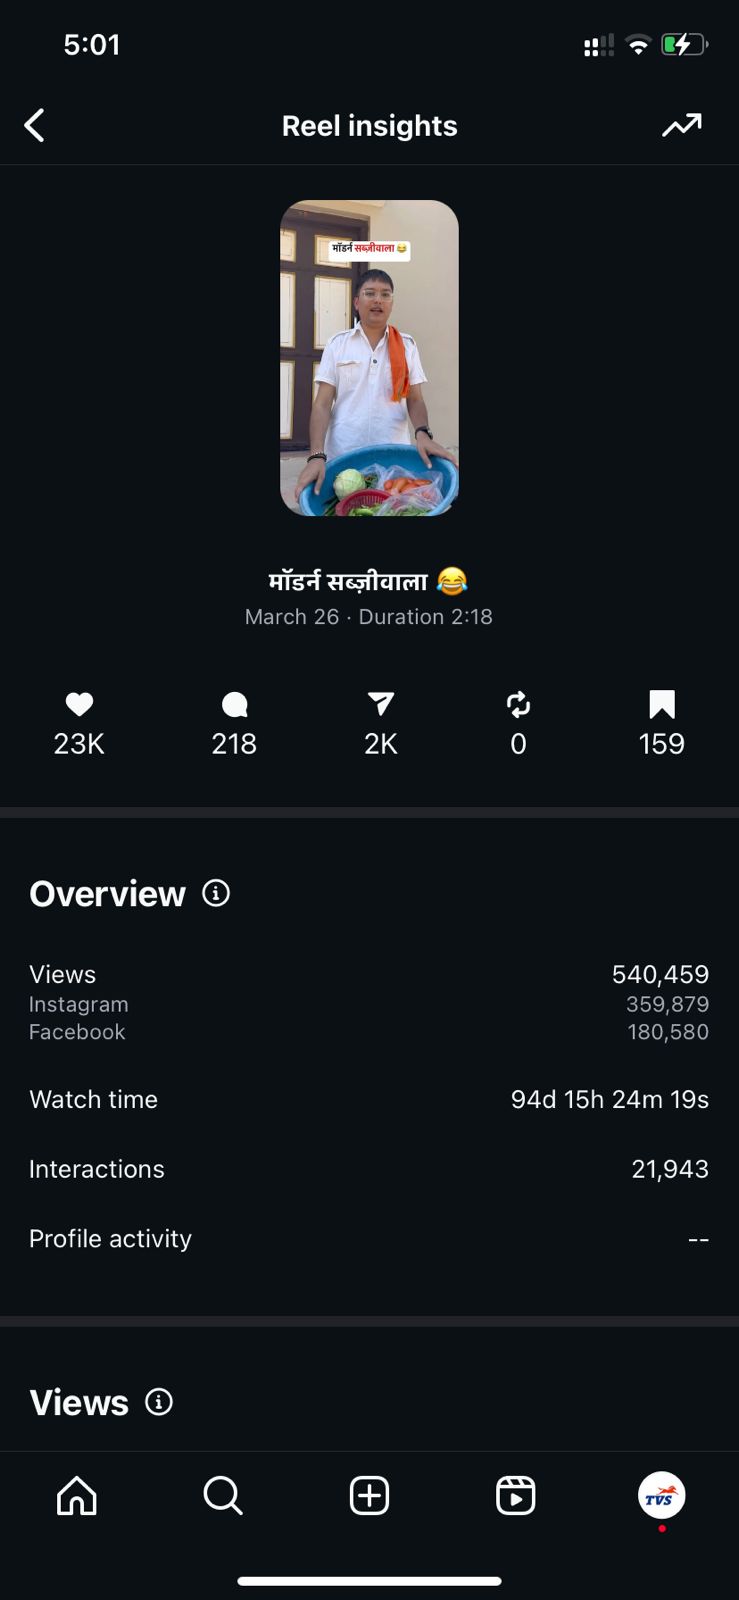 5:01
Reel insights
मॉडर्न सब्ज़ीवाला 😂
मॉडर्न सब्ज़ीवाला 😂
March 26 · Duration 2:18
23K 218 2K 0 159
Overview
Views 540,459
Instagram 359,879
Facebook 180,580
Watch time 94d 15h 24m 19s
Interactions 21,943
Profile activity --
Views
TVS